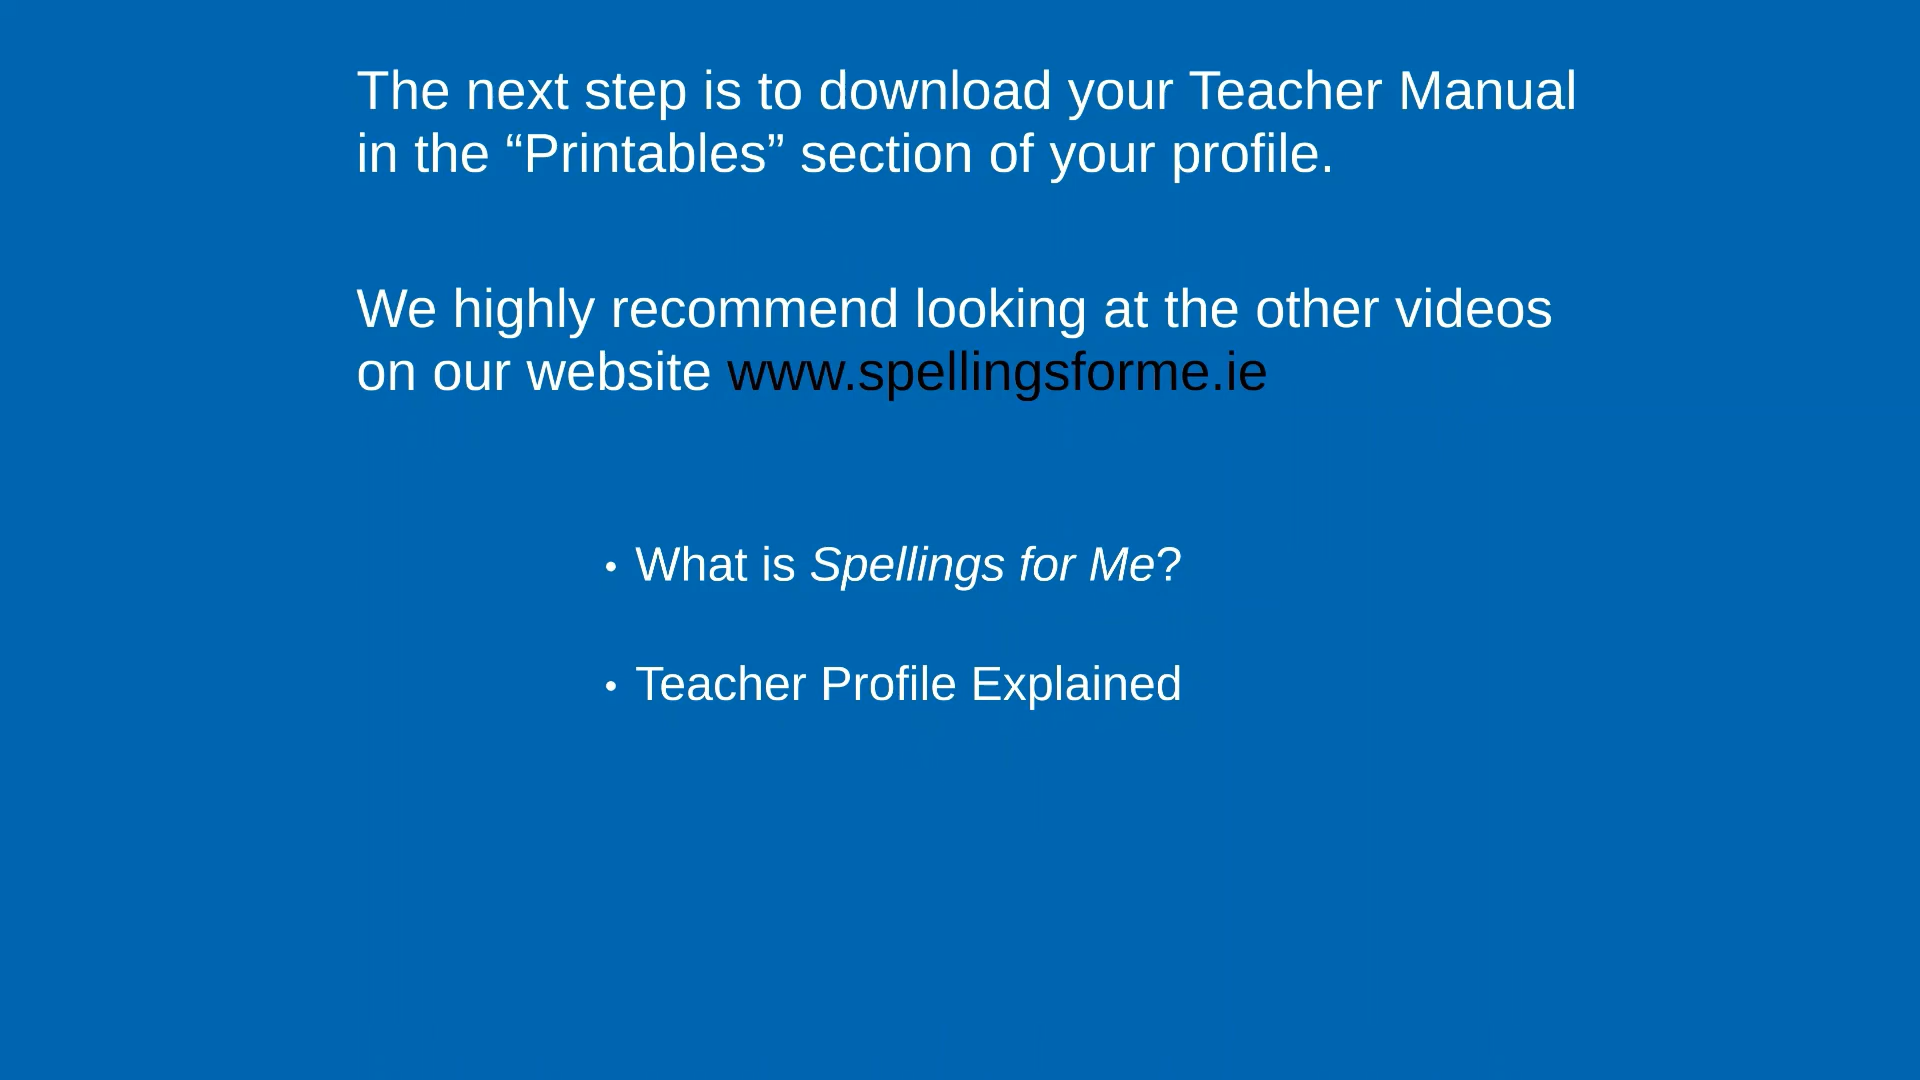 The next step is to download your Teacher Manual
in the “Printables” section of your profile.
We highly recommend looking at the other videos
on our website www.spellingsforme.ie
• What is Spellings for Me?
• Teacher Profile Explained